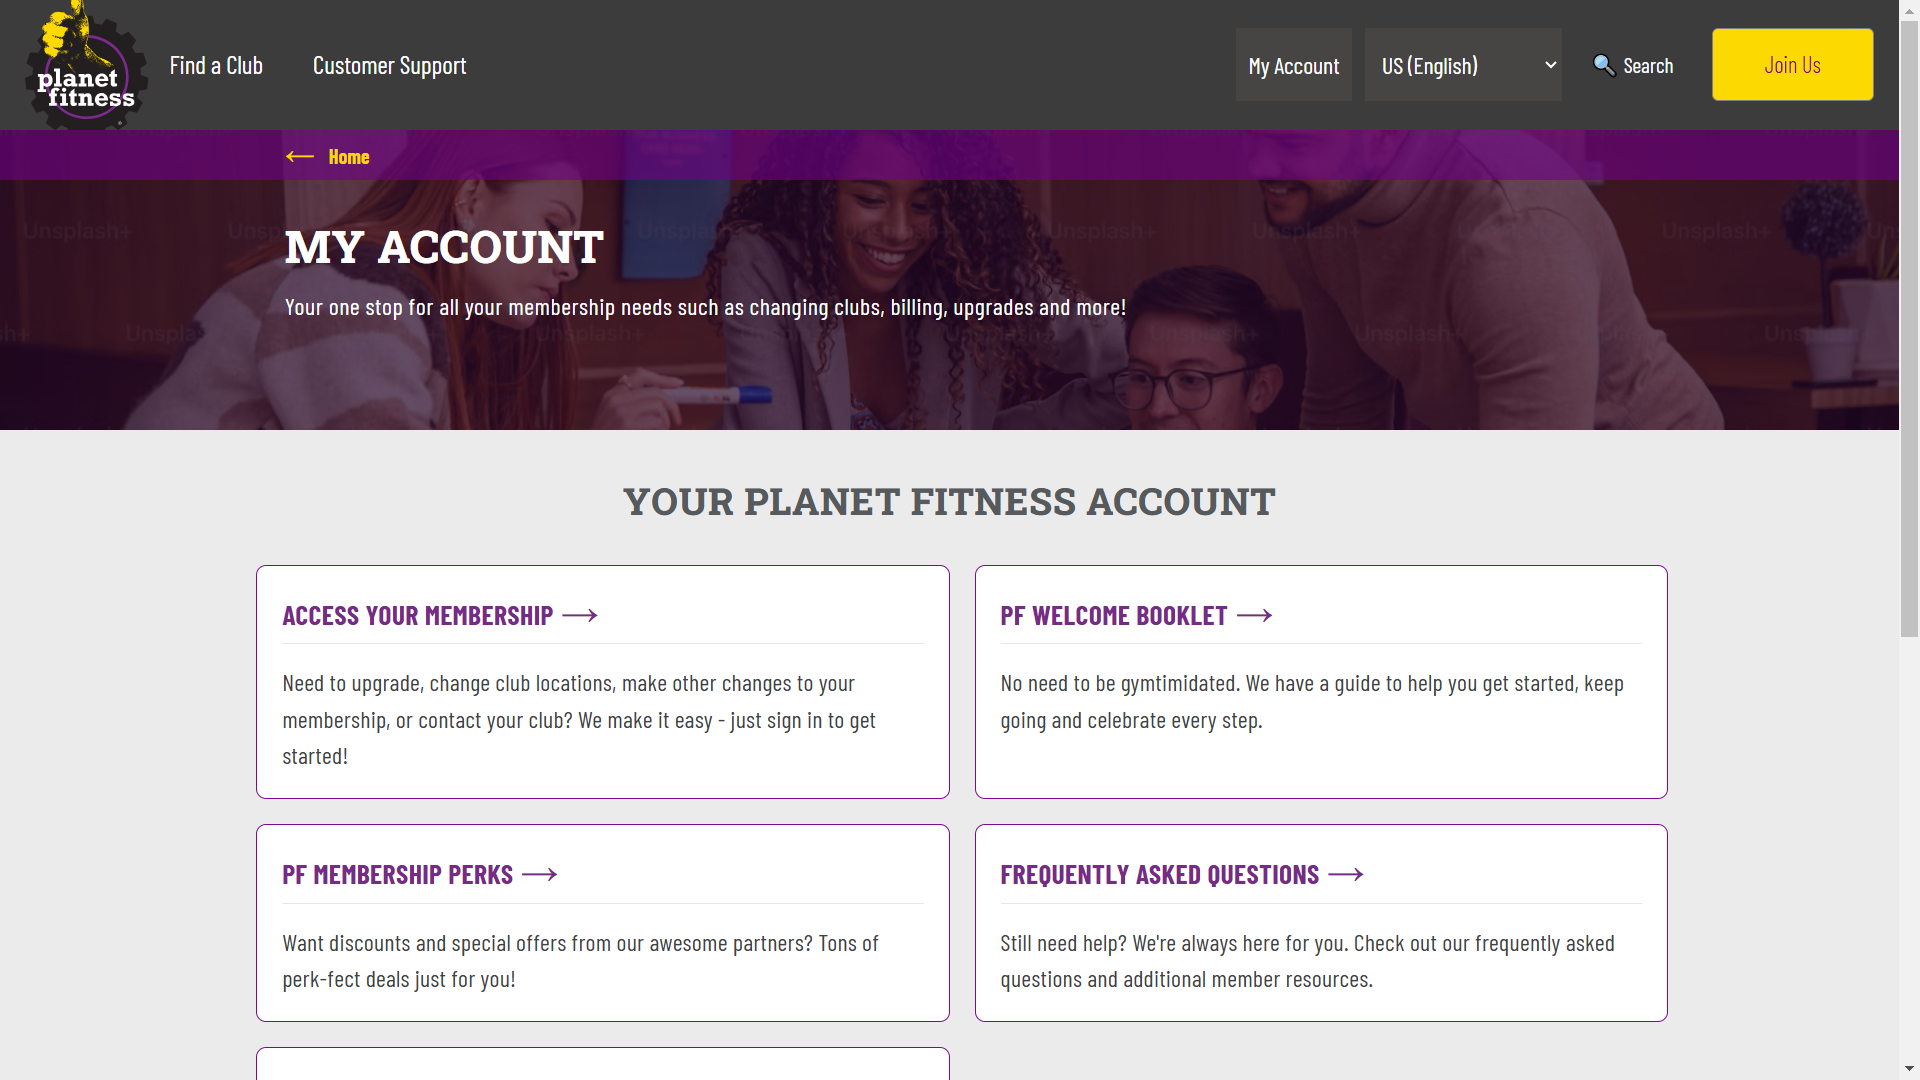 planet
fitness
Find a Club
Customer Support
My Account
US (English)
Search
Join Us
Home
Unsplash+
MY ACCOUNT
Your one stop for all your membership needs such as changing clubs, billing, upgrades and more!
YOUR PLANET FITNESS ACCOUNT
ACCESS YOUR MEMBERSHIP
Need to upgrade, change club locations, make other changes to your
membership, or contact your club? We make it easy - just sign in to get
started!
PF WELCOME BOOKLET
No need to be gymtimidated. We have a guide to help you get started, keep
going and celebrate every step.
PF MEMBERSHIP PERKS
Want discounts and special offers from our awesome partners? Tons of
perk-fect deals just for you!
FREQUENTLY ASKED QUESTIONS
Still need help? We're always here for you. Check out our frequently asked
questions and additional member resources.